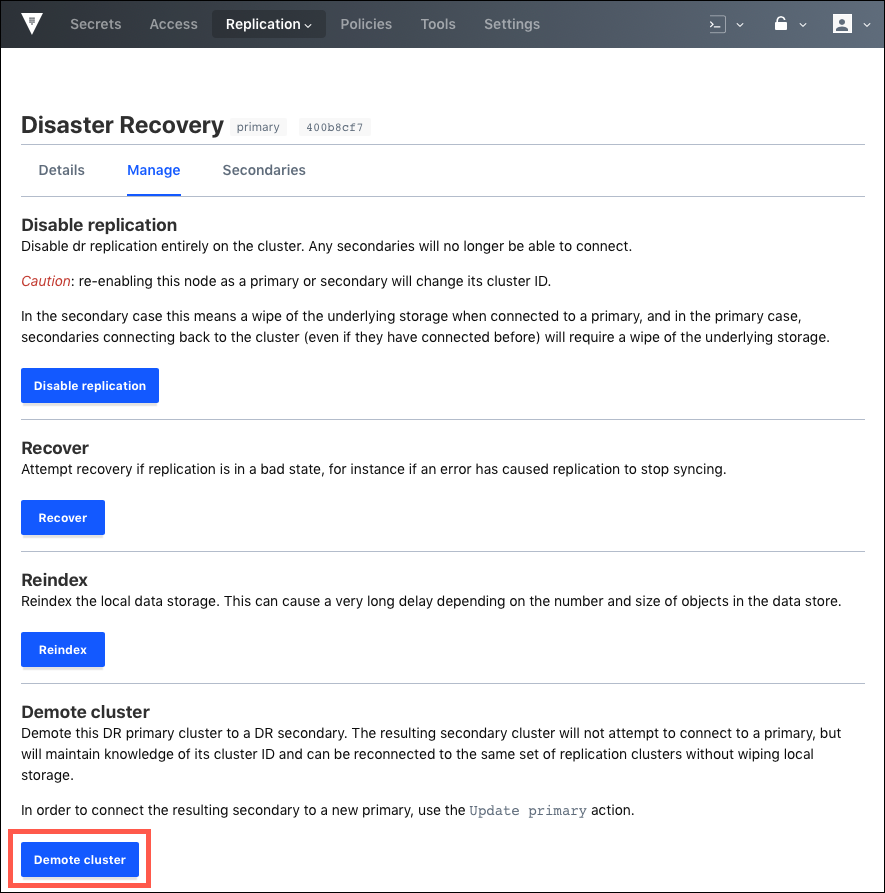 Secrets Access Replication Policies Tools Settings
Disaster Recovery primary 400b8cf7
Details Manage Secondaries
Disable replication
Disable dr replication entirely on the cluster. Any secondaries will no longer be able to connect.
Caution: re-enabling this node as a primary or secondary will change its cluster ID.
In the secondary case this means a wipe of the underlying storage when connected to a primary, and in the primary case,
secondaries connecting back to the cluster (even if they have connected before) will require a wipe of the underlying storage.
Disable replication
Recover
Attempt recovery if replication is in a bad state, for instance if an error has caused replication to stop syncing.
Recover
Reindex
Reindex the local data storage. This can cause a very long delay depending on the number and size of objects in the data store.
Reindex
Demote cluster
Demote this DR primary cluster to a DR secondary. The resulting secondary cluster will not attempt to connect to a primary, but
will maintain knowledge of its cluster ID and can be reconnected to the same set of replication clusters without wiping local
storage.
In order to connect the resulting secondary to a new primary, use the Update primary action.
Demote cluster